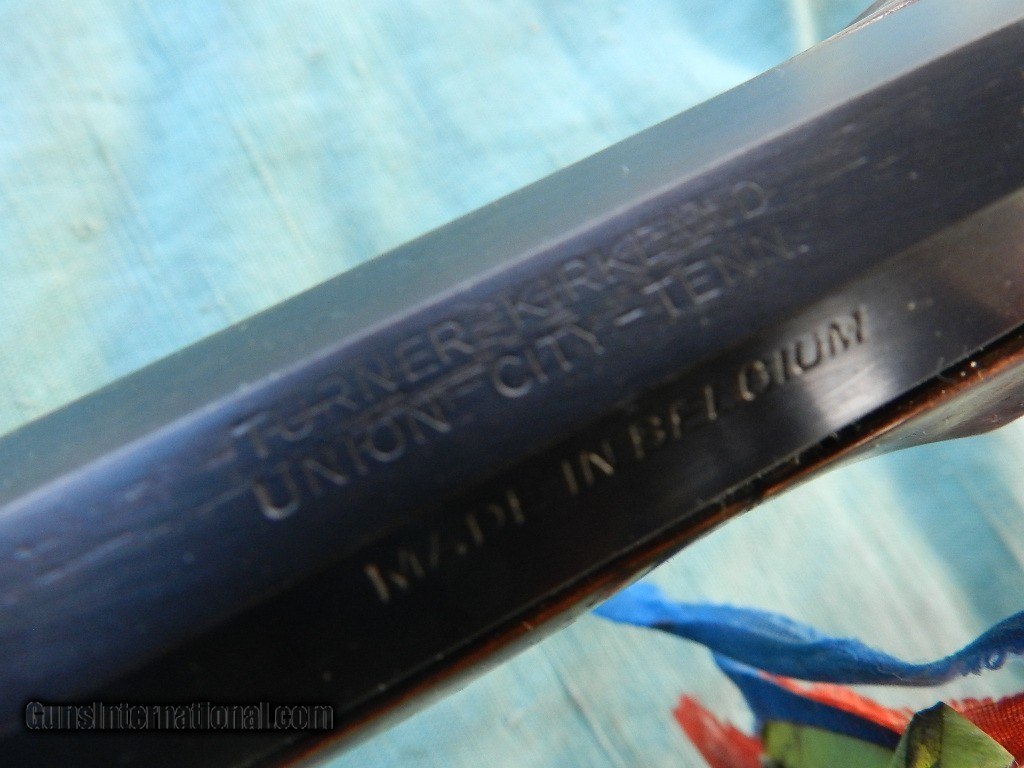 TURNER-KIRKLAND
UNION-CITY-TENN.
MADE IN BELGIUM
GunsInternational.com